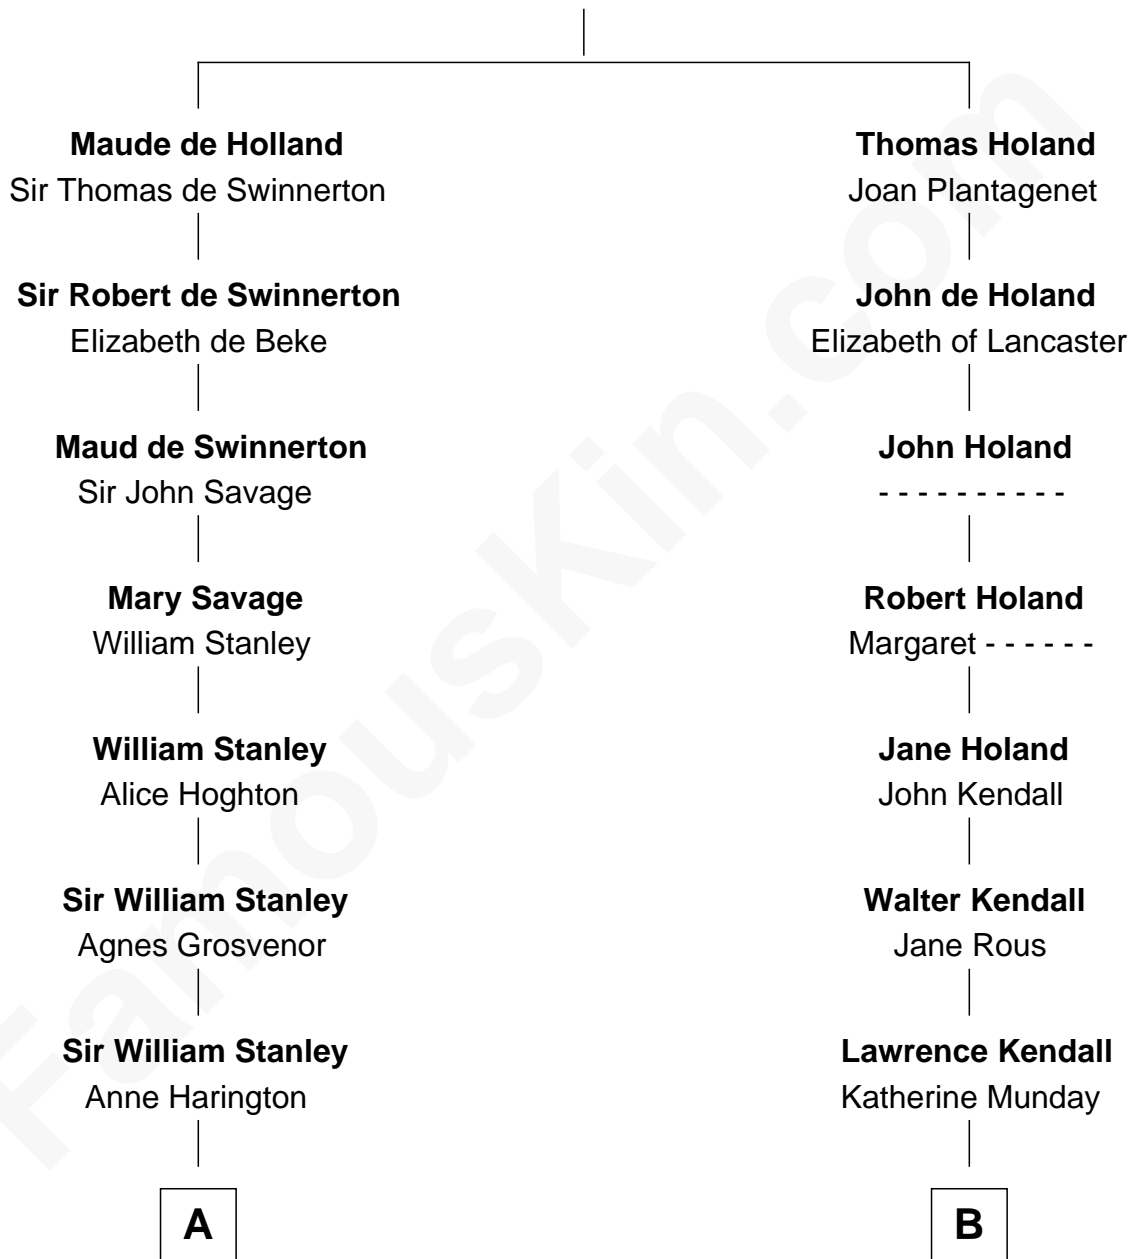 Maude de Holland
Sir Thomas de Swinnerton
Thomas Holand
Joan Plantagenet
Sir Robert de Swinnerton
Elizabeth de Beke
John de Holand
Elizabeth of Lancaster
Maud de Swinnerton
Sir John Savage
John Holand
- - - - - - - - - -
Mary Savage
William Stanley
Robert Holand
Margaret - - - - - -
William Stanley
Alice Hoghton
Jane Holand
John Kendall
Sir William Stanley
Agnes Grosvenor
Walter Kendall
Jane Rous
Sir William Stanley
Anne Harington
Lawrence Kendall
Katherine Munday
A
B
FamousKin.com